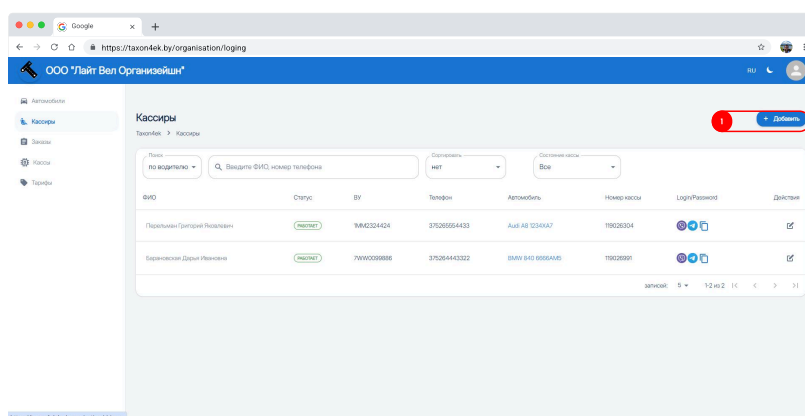 Google
https://taxon4ek.by/organisation/loging
ООО "Лайт Вел Организейшн"
RU
Автомобили
Кассиры
Заказы
Кассы
Тарифы
Кассиры
Taxon4ek > Кассиры
1
+ Добавить
Поиск
по водителю
Введите ФИО, номер телефона
Сортировать
нет
Состояние кассы
Все
ФИО Статус ВУ Телефон Автомобиль Номер кассы Login/Password Действия
Перельман Григорий Яковлевич РАБОТАЕТ 1MM2324424 375265554433 Audi A8 1234XA7 119026304
Барановская Дарья Ивановна РАБОТАЕТ 7WW0099886 375264443322 BMW 840 6666AM5 119026991
записей: 5 1-2 из 2